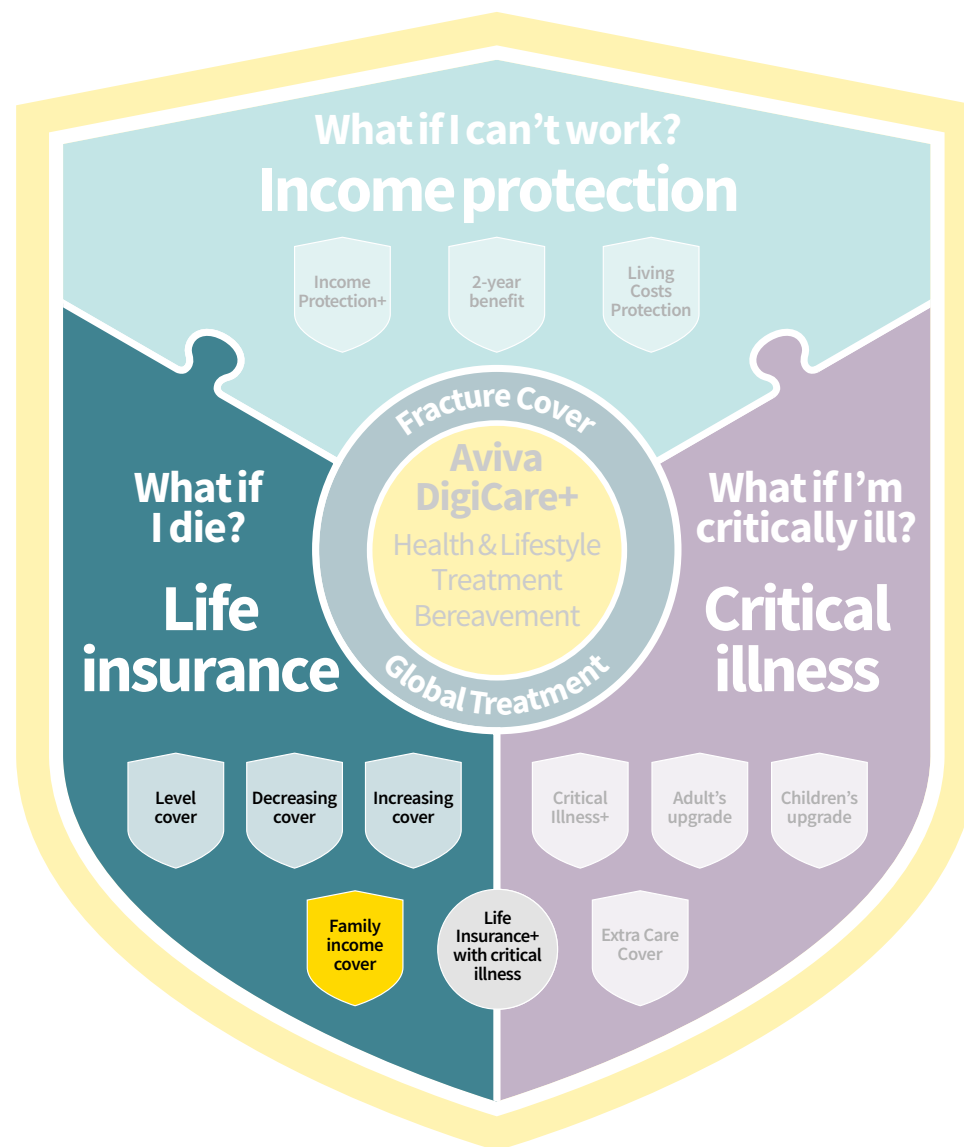 What if I can’t work?
Income protection
Income
Protection+
2-year
benefit
Living
Costs
Protection
Fracture Cover
Aviva
DigiCare+
Health & Lifestyle
Treatment
Bereavement
Global Treatment
What if
I die?
Life
insurance
What if I’m
critically ill?
Critical
illness
Level
cover
Decreasing
cover
Increasing
cover
Critical
Illness+
Adult’s
upgrade
Children’s
upgrade
Family
income
cover
Life
Insurance+
with critical
illness
Extra Care
Cover